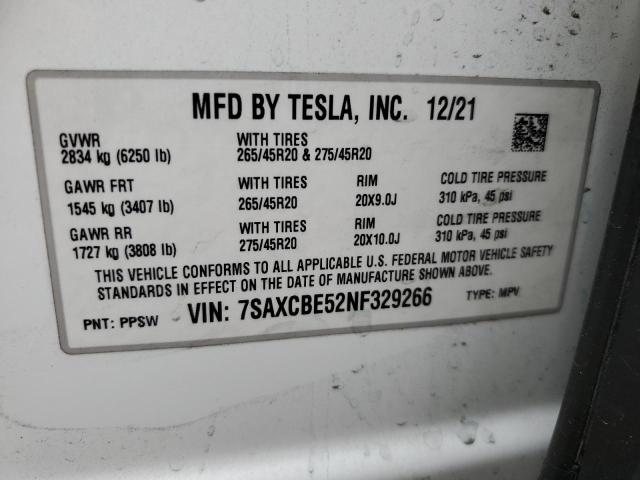 MFD BY TESLA, INC. 12/21
GVWR WITH TIRES
2834 kg (6250 lb) 265/45R20 & 275/45R20
GAWR FRT WITH TIRES RIM COLD TIRE PRESSURE
1545 kg (3407 lb) 265/45R20 20X9.0J 310 kPa, 45 psi
GAWR RR WITH TIRES RIM COLD TIRE PRESSURE
1727 kg (3808 lb) 275/45R20 20X10.0J 310 kPa, 45 psi
THIS VEHICLE CONFORMS TO ALL APPLICABLE U.S. FEDERAL MOTOR VEHICLE SAFETY
STANDARDS IN EFFECT ON THE DATE OF MANUFACTURE SHOWN ABOVE.
PNT: PPSW VIN: 7SAXCBE52NF329266 TYPE: MPV